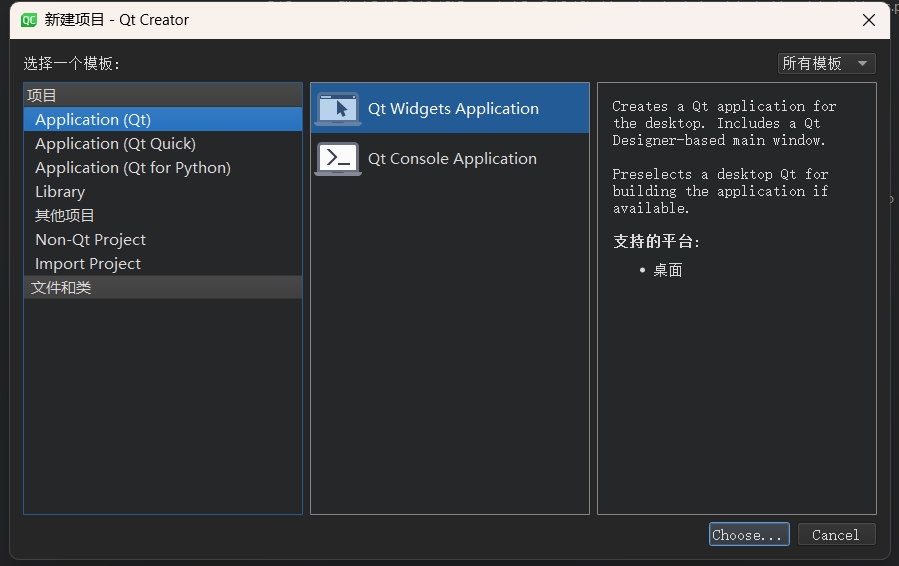 QC 新建项目 - Qt Creator
选择一个模板:
所有模板
项目
Application (Qt)
Application (Qt Quick)
Application (Qt for Python)
Library
其他项目
Non-Qt Project
Import Project
文件和类
Qt Widgets Application
Qt Console Application
Creates a Qt application for
the desktop. Includes a Qt
Designer-based main window.
Preselects a desktop Qt for
building the application if
available.
支持的平台:
• 桌面
Choose...
Cancel